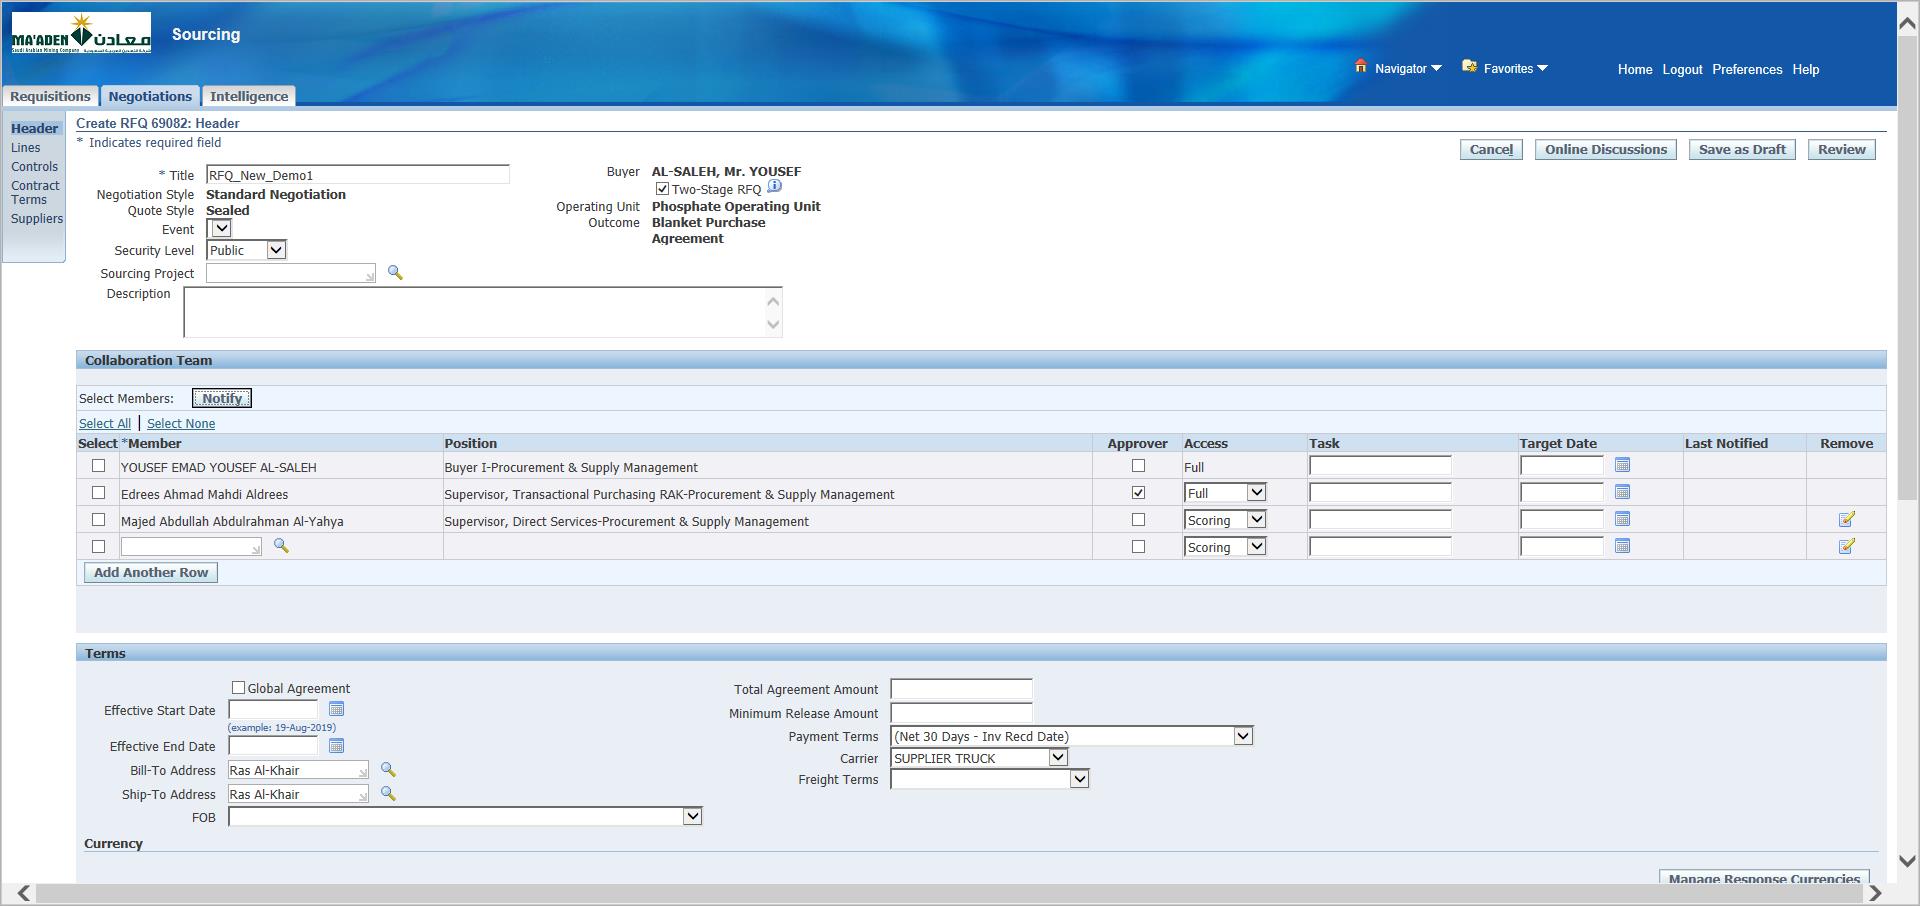 MA'ADEN معادن
Saudi Arabian Mining Company
Sourcing
Navigator Favorites Home Logout Preferences Help
Requisitions Negotiations Intelligence
Header
Lines
Controls
Contract
Terms
Suppliers
Create RFQ 69082: Header
* Indicates required field
Cancel Online Discussions Save as Draft Review
* Title RFQ_New_Demo1
Negotiation Style Standard Negotiation
Quote Style Sealed
Event
Security Level Public
Sourcing Project
Description
Buyer AL-SALEH, Mr. YOUSEF
Two-Stage RFQ
Operating Unit Phosphate Operating Unit
Outcome Blanket Purchase
Agreement
Collaboration Team
Select Members: Notify
Select All | Select None
Select *Member Position Approver Access Task Target Date Last Notified Remove
YOUSEF EMAD YOUSEF AL-SALEH Buyer I-Procurement & Supply Management Full
Edrees Ahmad Mahdi Aldrees Supervisor, Transactional Purchasing RAK-Procurement & Supply Management Full
Majed Abdullah Abdulrahman Al-Yahya Supervisor, Direct Services-Procurement & Supply Management Scoring
Scoring
Add Another Row
Terms
Global Agreement
Effective Start Date
(example: 19-Aug-2019)
Effective End Date
Bill-To Address Ras Al-Khair
Ship-To Address Ras Al-Khair
FOB
Total Agreement Amount
Minimum Release Amount
Payment Terms (Net 30 Days - Inv Recd Date)
Carrier SUPPLIER TRUCK
Freight Terms
Currency
Manage Response Currencies